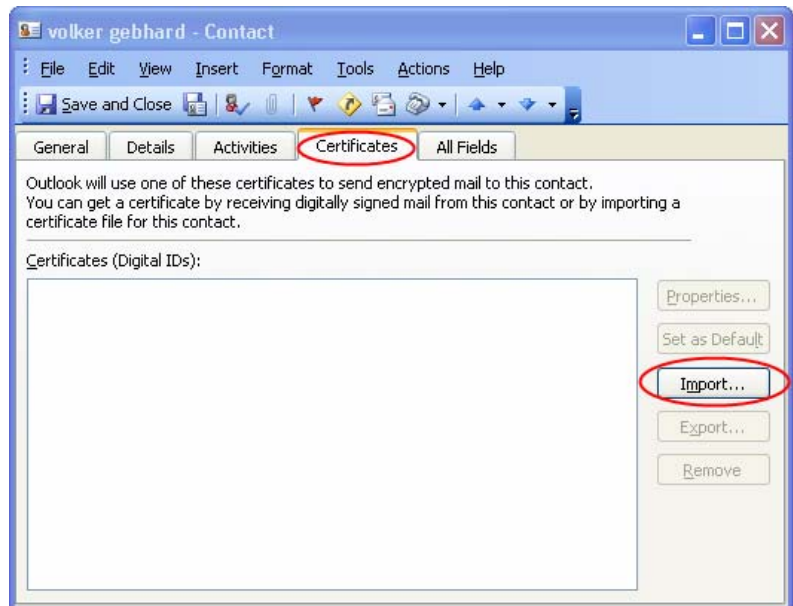 volker gebhard - Contact
File Edit View Insert Format Tools Actions Help
Save and Close
General Details Activities Certificates All Fields
Outlook will use one of these certificates to send encrypted mail to this contact.
You can get a certificate by receiving digitally signed mail from this contact or by importing a
certificate file for this contact.
Certificates (Digital IDs):
Properties...
Set as Default
Import...
Export...
Remove